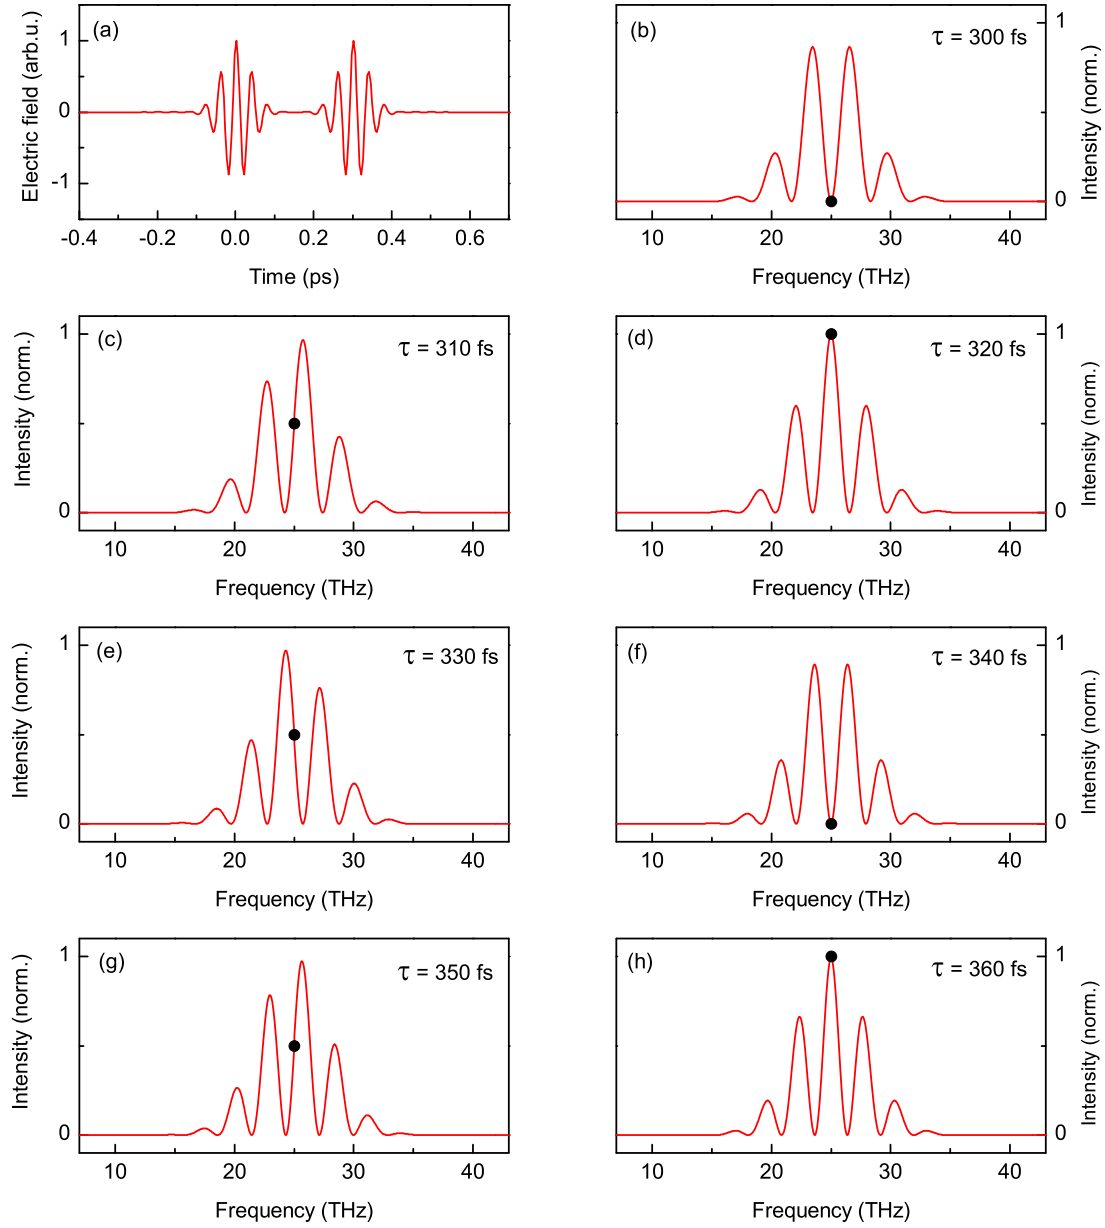 (a)
Electric field (arb.u.)
1
0
-1
-0.4 -0.2 0.0 0.2 0.4 0.6
Time (ps)
(b)
τ = 300 fs
1
0
Intensity (norm.)
10 20 30 40
Frequency (THz)
(c)
τ = 310 fs
Intensity (norm.)
1
0
10 20 30 40
Frequency (THz)
(d)
τ = 320 fs
1
0
Intensity (norm.)
10 20 30 40
Frequency (THz)
(e)
τ = 330 fs
Intensity (norm.)
1
0
10 20 30 40
Frequency (THz)
(f)
τ = 340 fs
1
0
Intensity (norm.)
10 20 30 40
Frequency (THz)
(g)
τ = 350 fs
Intensity (norm.)
1
0
10 20 30 40
Frequency (THz)
(h)
τ = 360 fs
1
0
Intensity (norm.)
10 20 30 40
Frequency (THz)